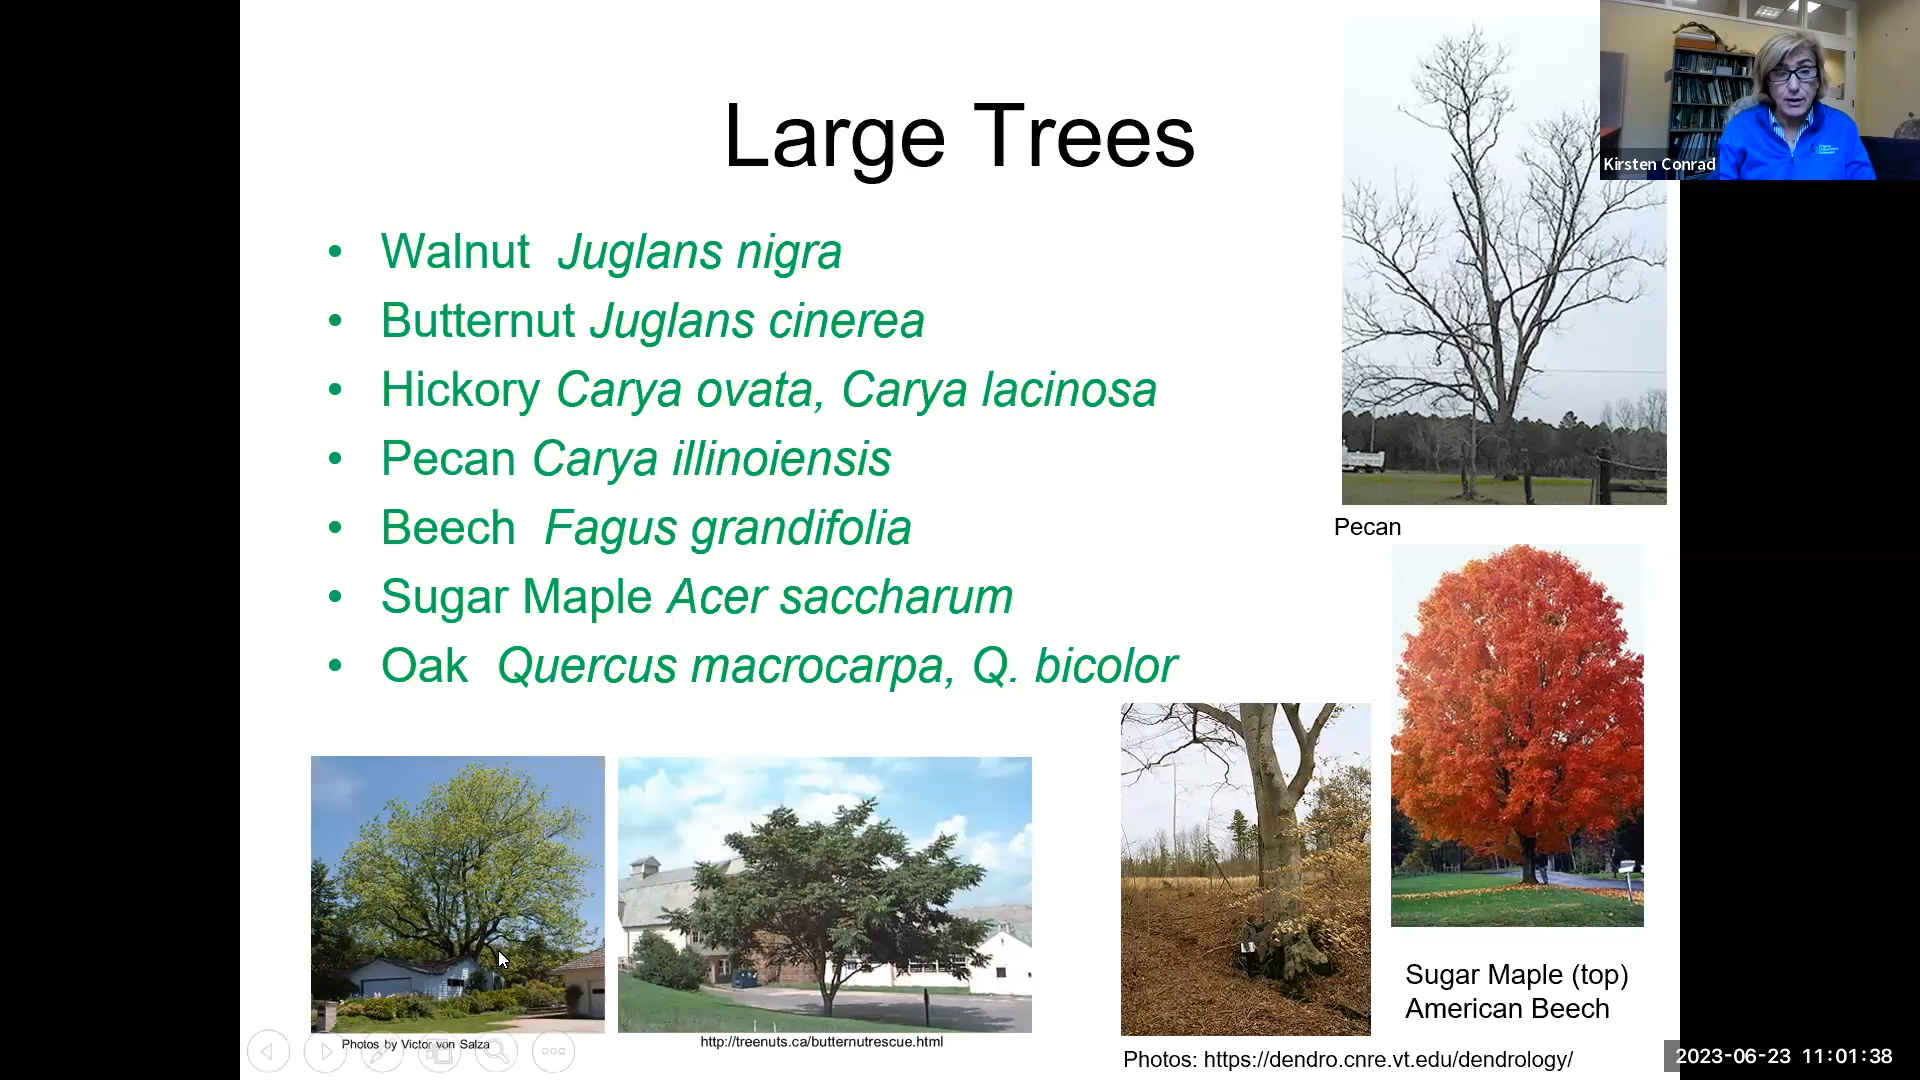 Large Trees
Kirsten Conrad
• Walnut Juglans nigra
• Butternut Juglans cinerea
• Hickory Carya ovata, Carya lacinosa
• Pecan Carya illinoiensis
• Beech Fagus grandifolia
• Sugar Maple Acer saccharum
• Oak Quercus macrocarpa, Q. bicolor
Pecan
Sugar Maple (top)
American Beech
Photos by Victor von Salza
http://treenuts.ca/butternutrescue.html
Photos: https://dendro.cnre.vt.edu/dendrology/
2023-06-23 11:01:38